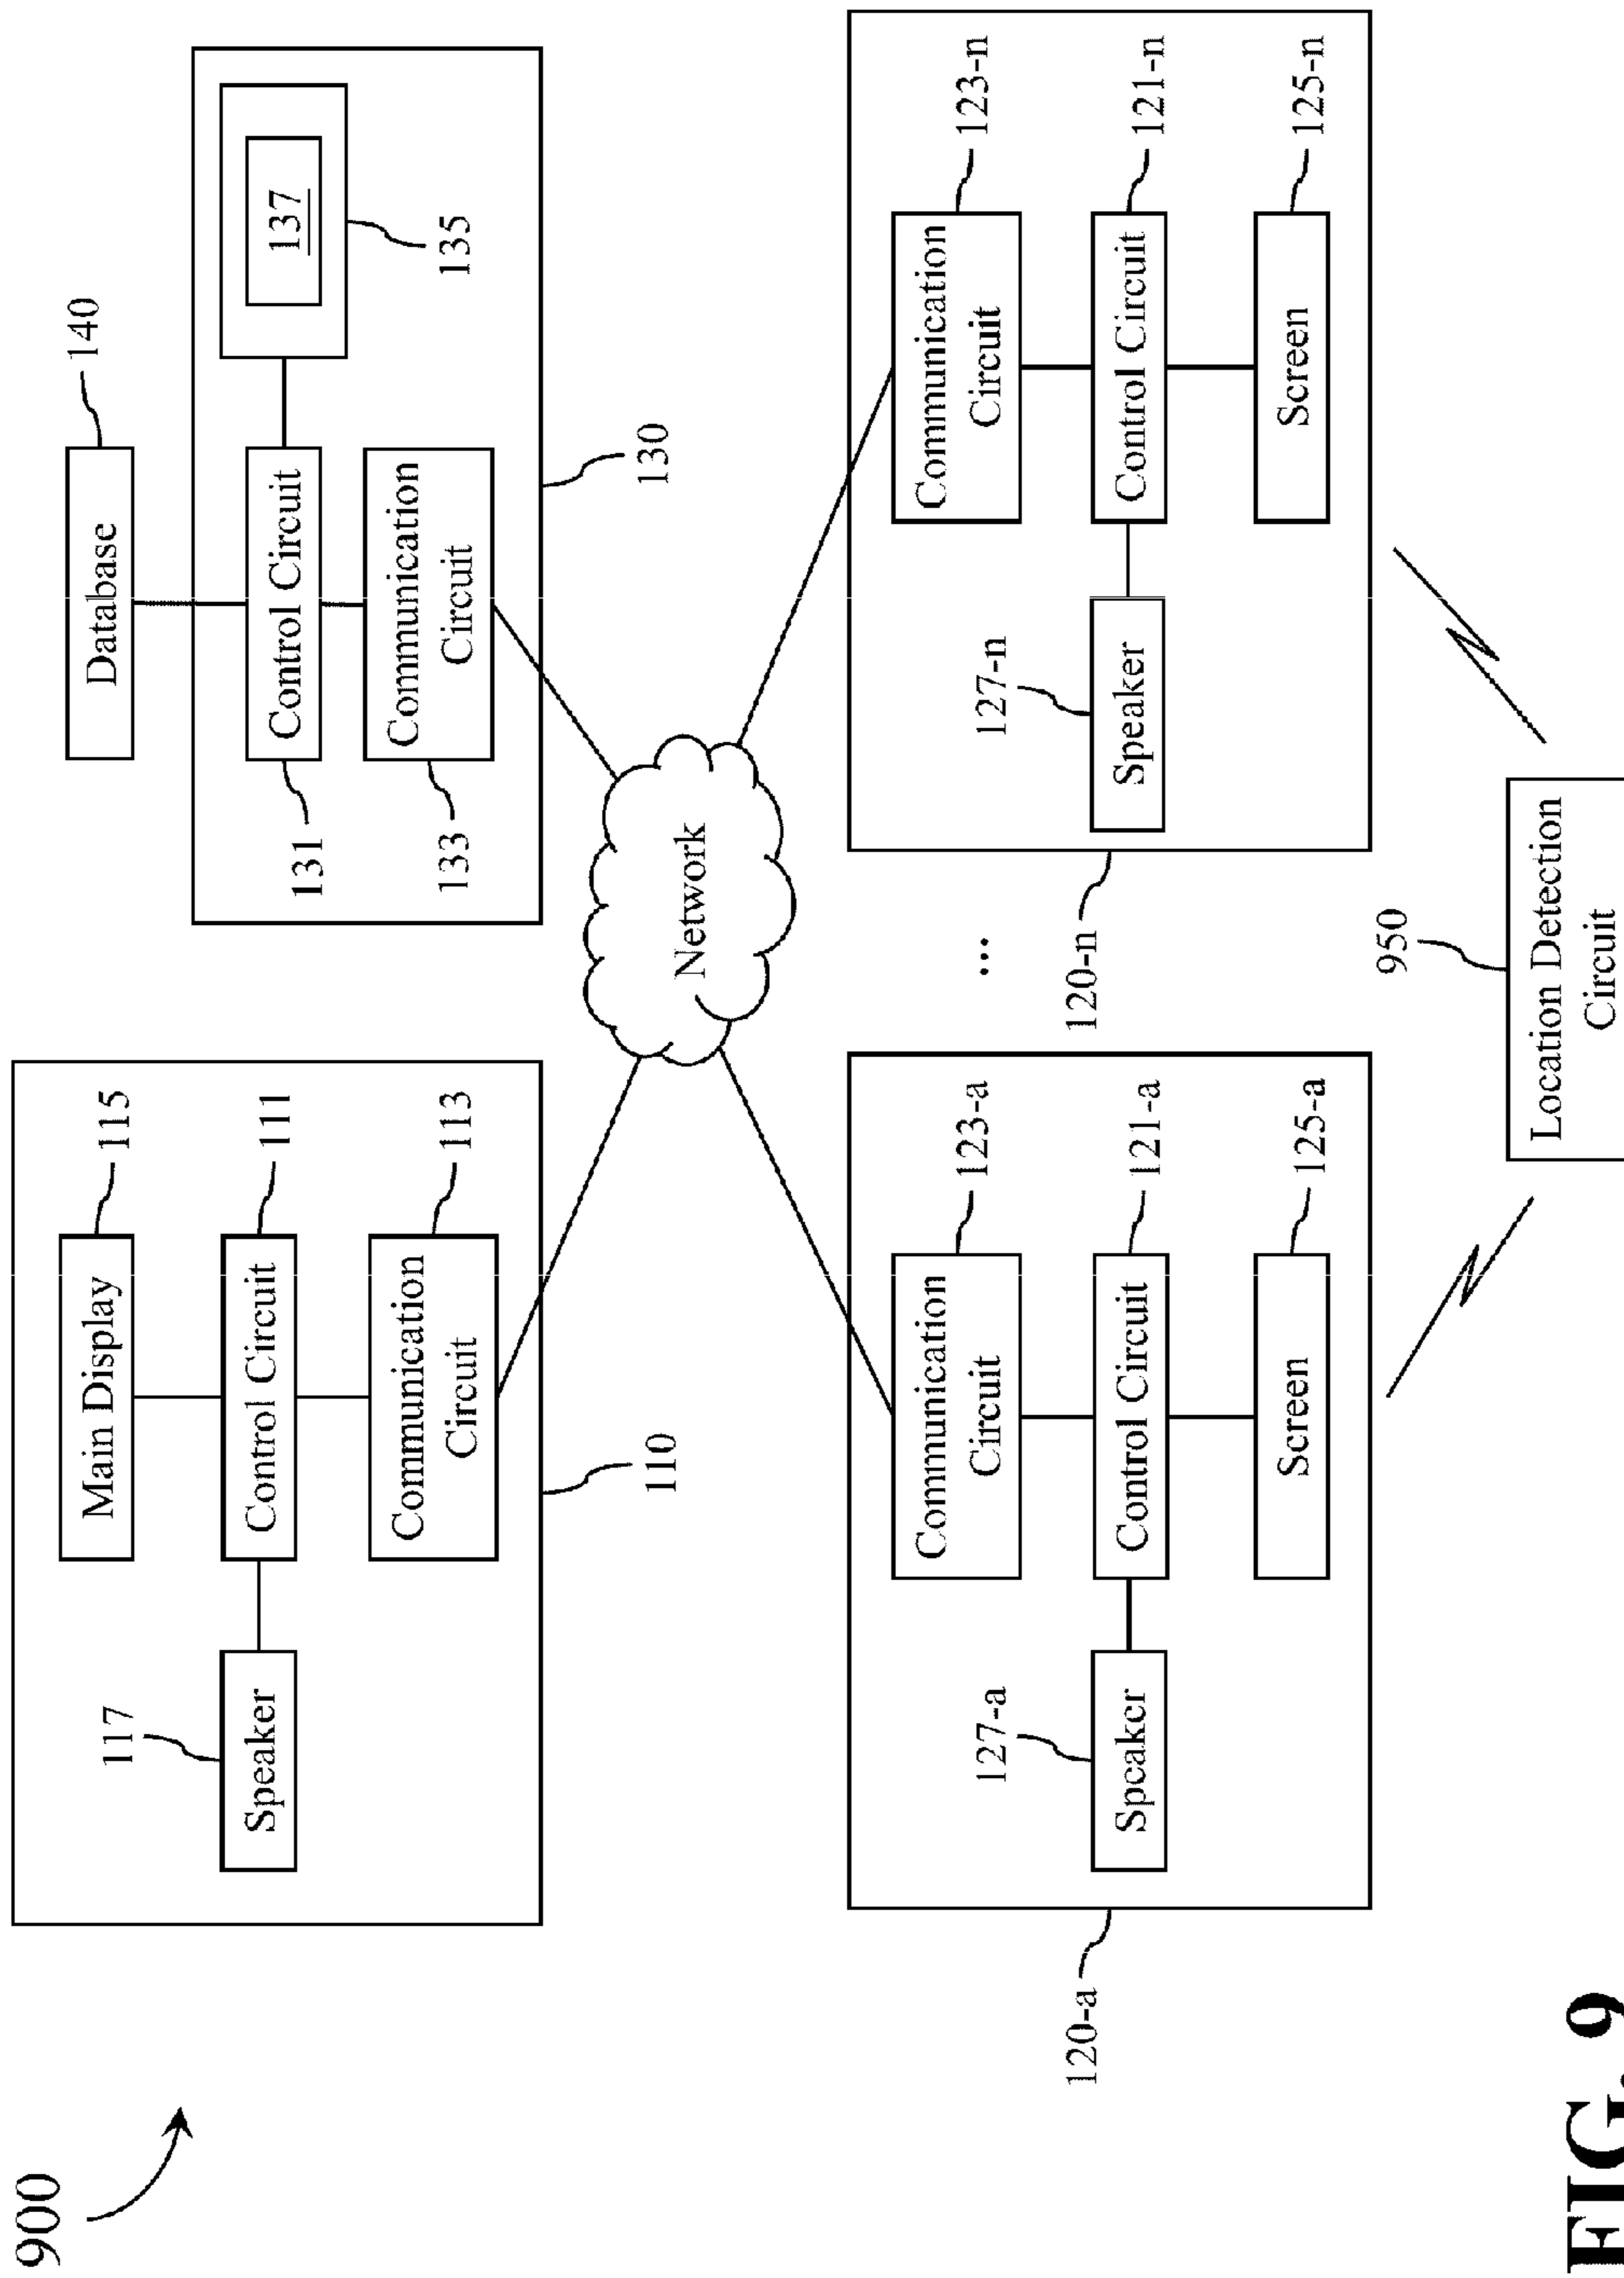 900
117
Speaker
Main Display
115
Control Circuit
111
Communication
Circuit
113
110
Database
140
Control Circuit
131
137
135
Communication
Circuit
133
130
Network
120-a
127-a
Speaker
Communication
Circuit
123-a
Control Circuit
121-a
Screen
125-a
...
120-n
127-n
Speaker
Communication
Circuit
123-n
Control Circuit
121-n
Screen
125-n
950
Location Detection
Circuit
FIG. 9